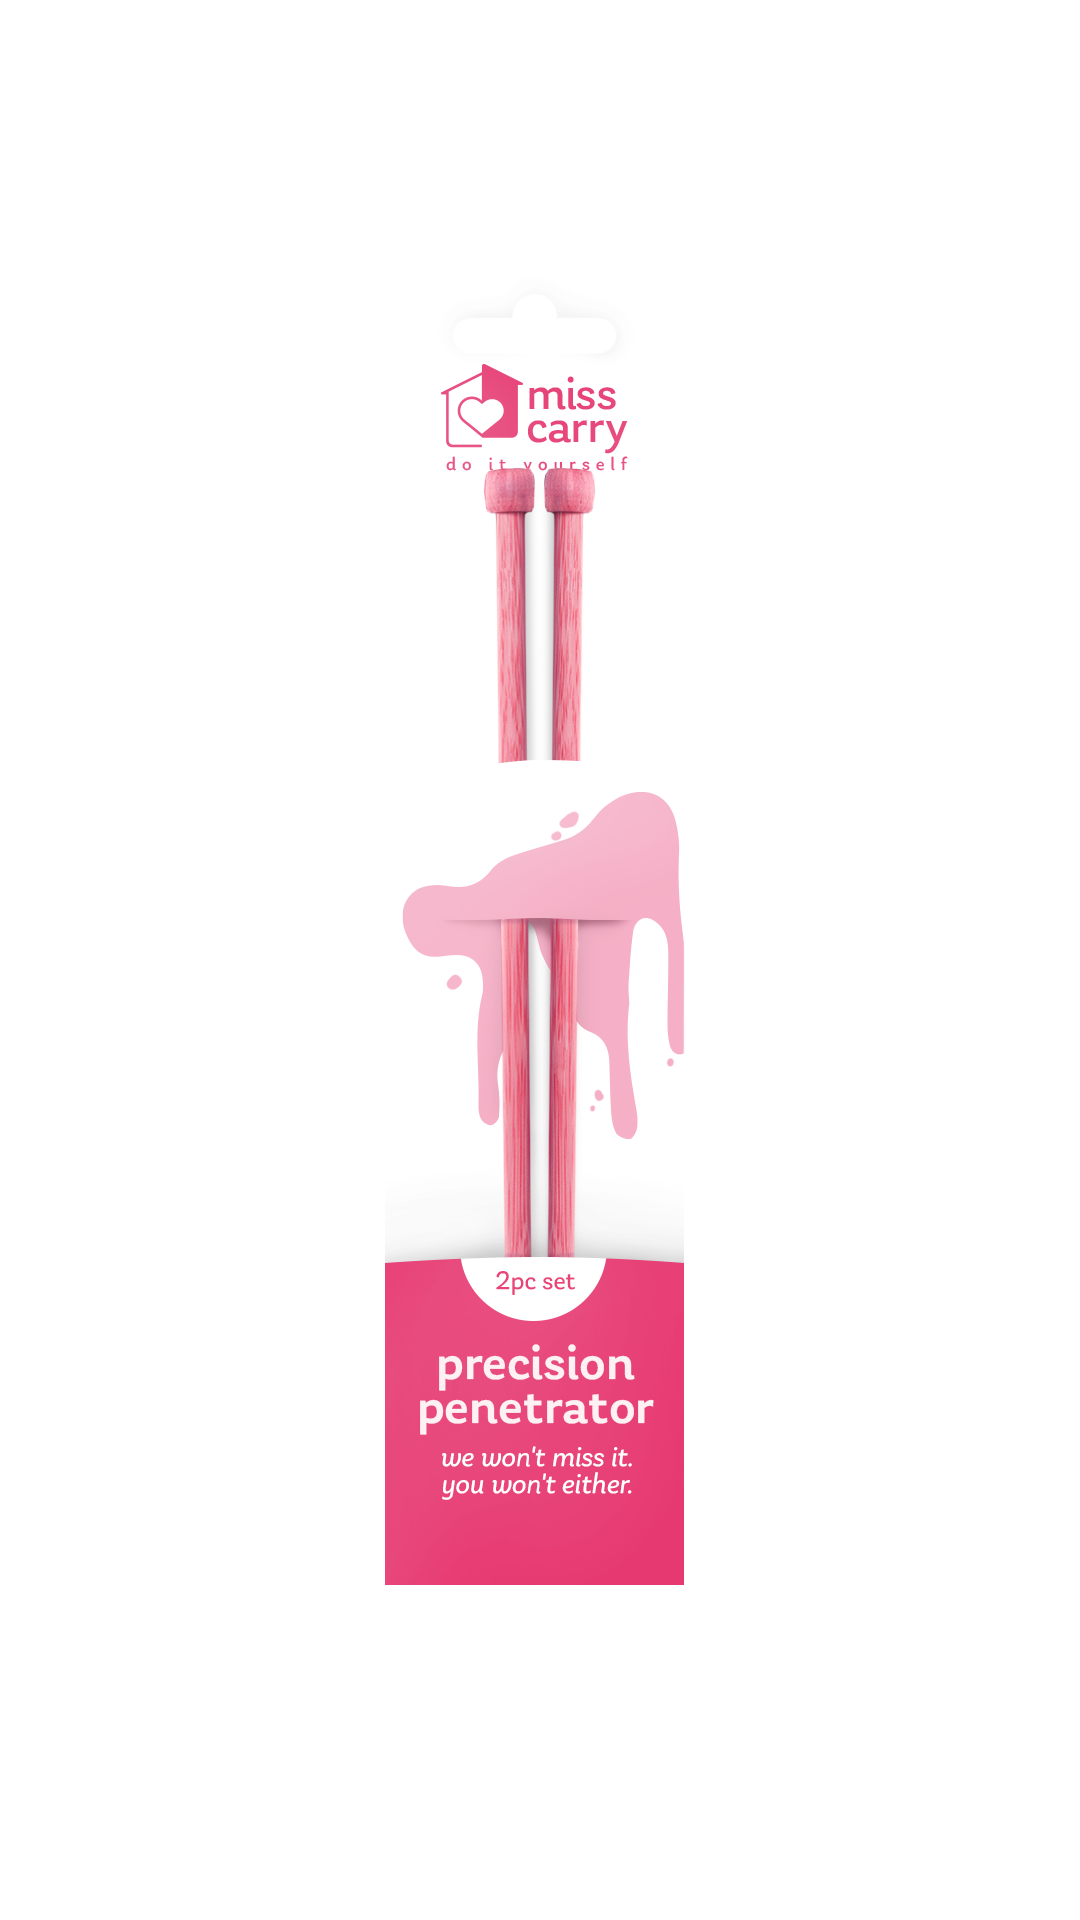 miss
carry
do it yourself
2pc set
precision
penetrator
we won't miss it.
you won't either.